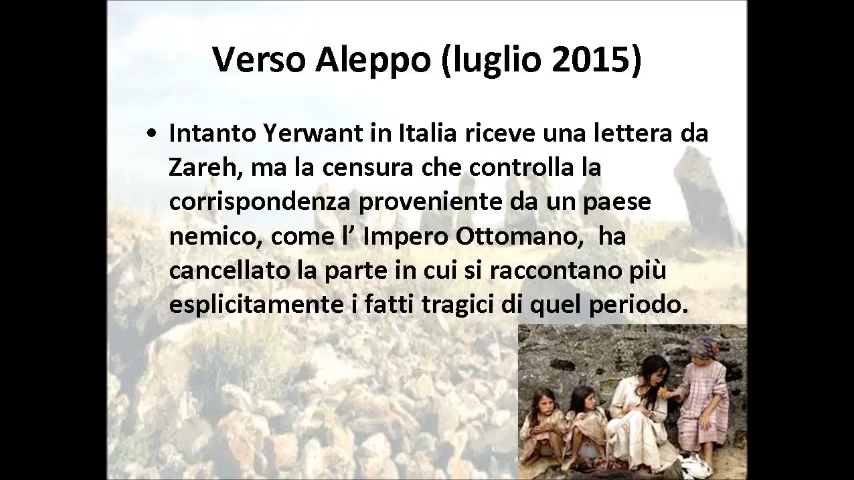 Verso Aleppo (luglio 2015)
• Intanto Yerwant in Italia riceve una lettera da
Zareh, ma la censura che controlla la
corrispondenza proveniente da un paese
nemico, come l’ Impero Ottomano,  ha
cancellato la parte in cui si raccontano più
esplicitamente i fatti tragici di quel periodo.